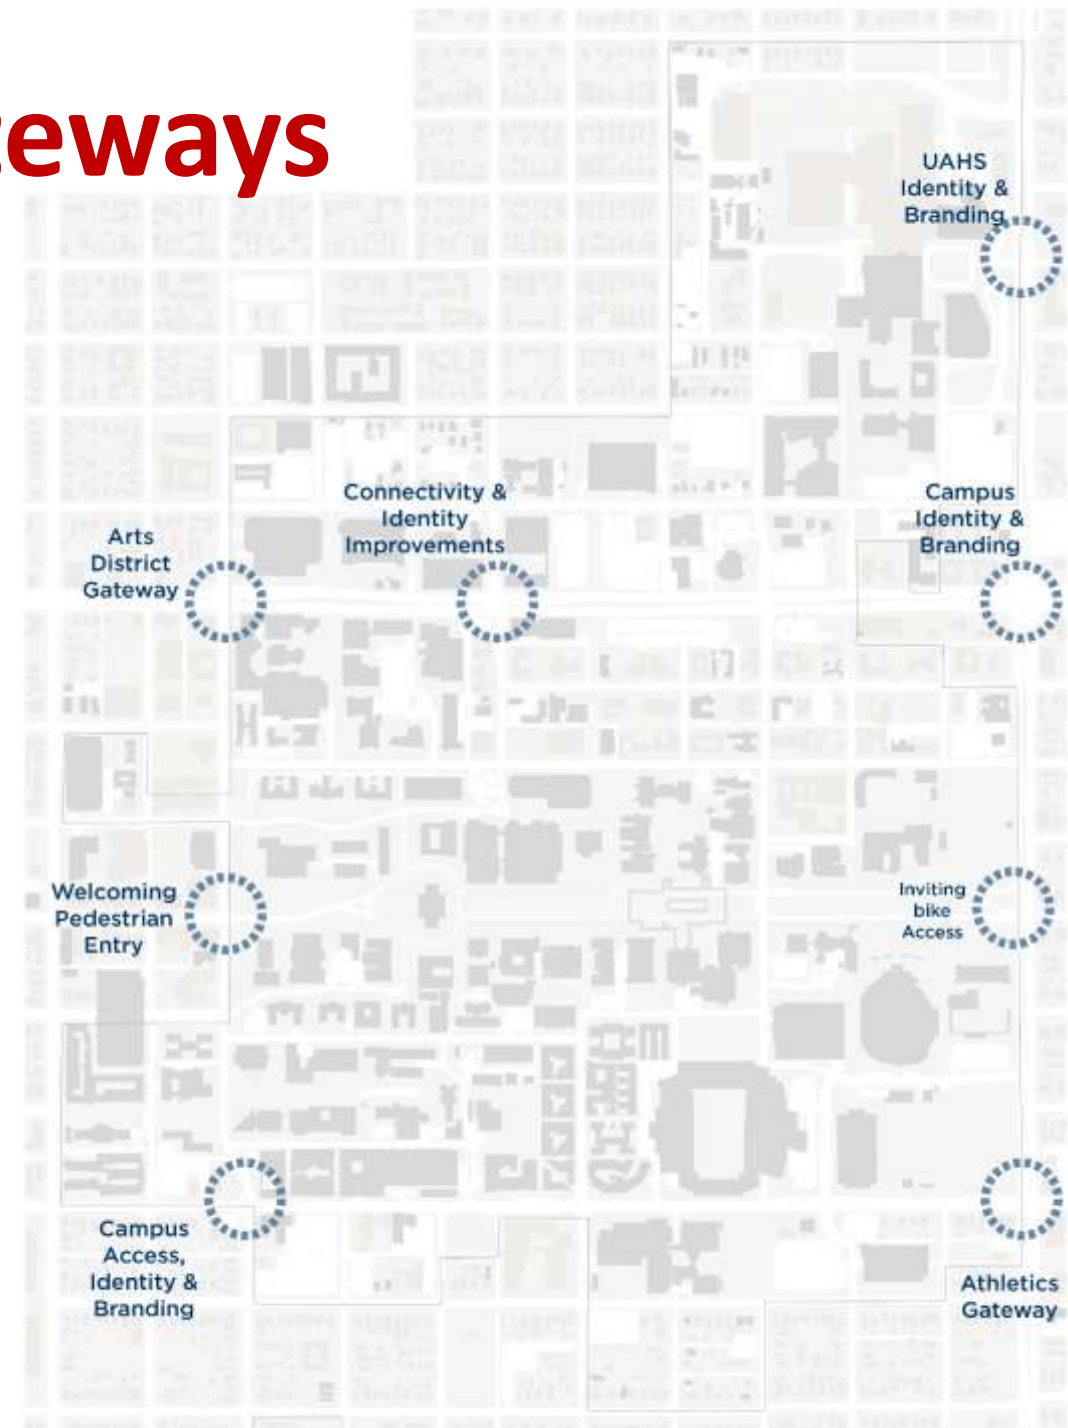 teways
UAHS
Identity &
Branding
Connectivity &
Identity
Improvements
Campus
Identity &
Branding
Arts
District
Gateway
Welcoming
Pedestrian
Entry
Inviting
bike
Access
Campus
Access,
Identity &
Branding
Athletics
Gateway